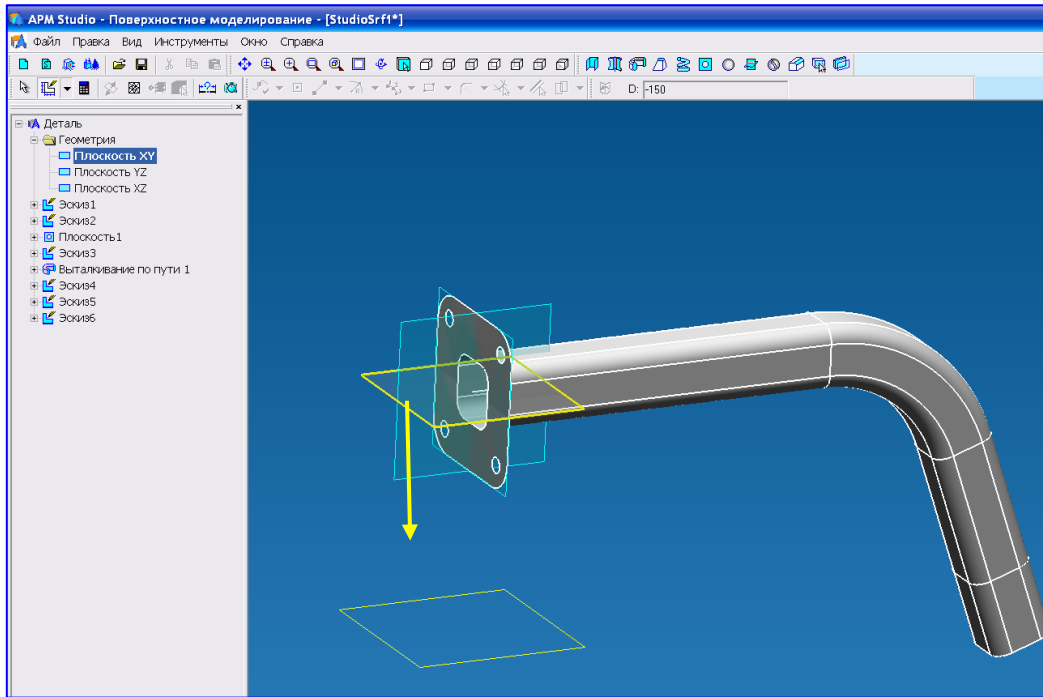 APM Studio - Поверхностное моделирование - [StudioSrf1*]
Файл Правка Вид Инструменты Окно Справка
D: -150
Деталь
Геометрия
Плоскость XY
Плоскость YZ
Плоскость XZ
Эскиз1
Эскиз2
Плоскость1
Эскиз3
Выталкивание по пути 1
Эскиз4
Эскиз5
Эскиз6